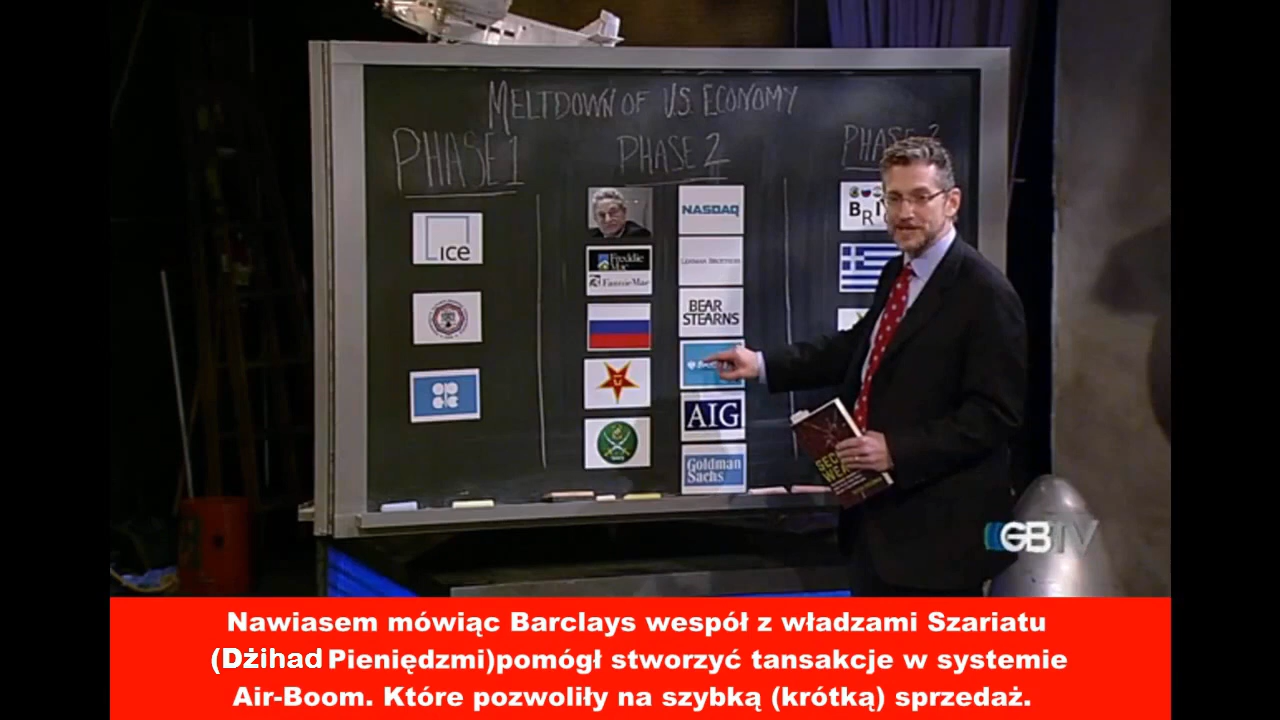 MELTDOWN OF U.S. ECONOMY
PHASE 1
PHASE 2
PHASE 3
ice
opec
Freddie Mac
FannieMae
NASDAQ
LEHMAN BROTHERS
BEAR STEARNS
AIG
Goldman Sachs
BRI
GBTV
Nawiasem mówiąc Barclays wespół z władzami Szariatu
(Dżihad Pieniędzmi)pomógł stworzyć tansakcje w systemie
Air-Boom. Które pozwoliły na szybką (krótką) sprzedaż.